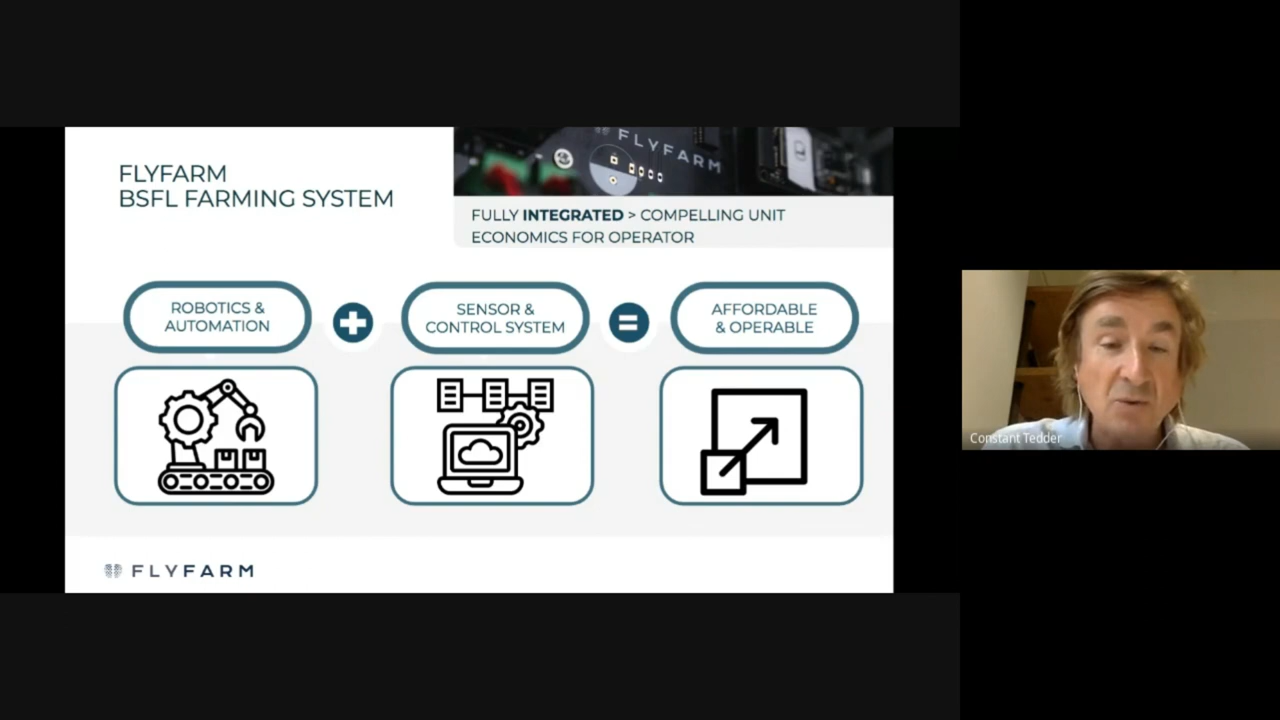 FLYFARM
BSFL FARMING SYSTEM
FLYFARM
FULLY INTEGRATED > COMPELLING UNIT
ECONOMICS FOR OPERATOR
ROBOTICS &
AUTOMATION
SENSOR &
CONTROL SYSTEM
AFFORDABLE
& OPERABLE
FLYFARM
Constant Tedder